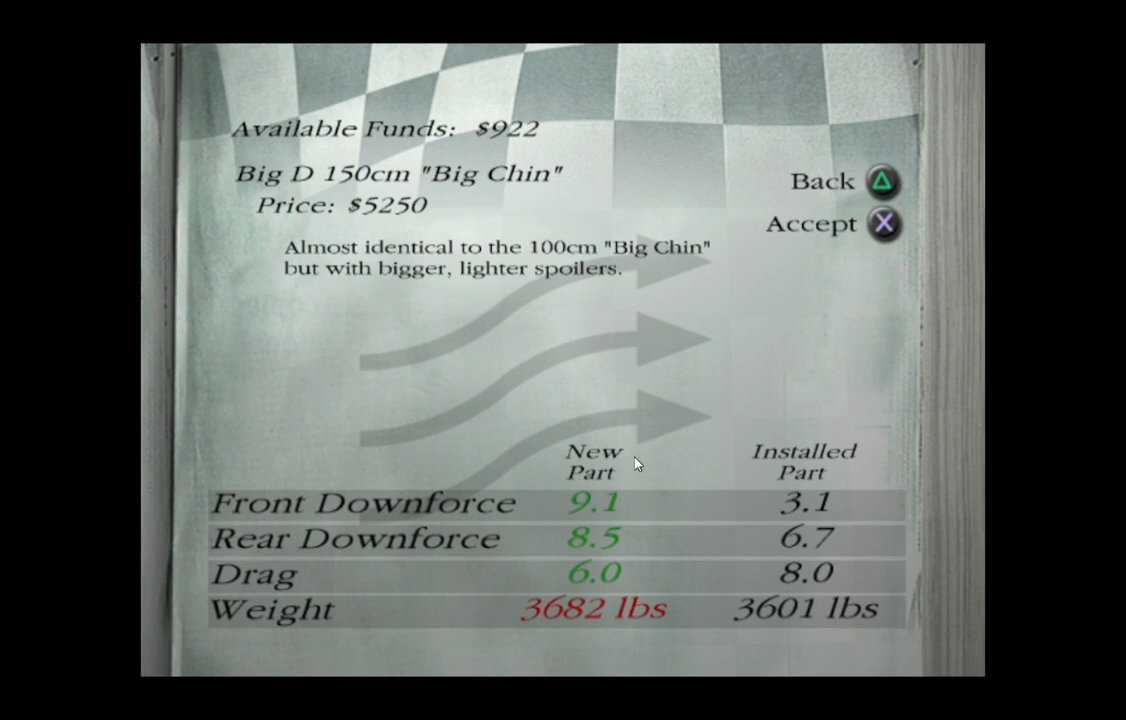 Available Funds: $922
Big D 150cm "Big Chin"
Price: $5250
Back
Accept
Almost identical to the 100cm "Big Chin"
but with bigger, lighter spoilers.
New Part
Installed Part
Front Downforce 9.1 3.1
Rear Downforce 8.5 6.7
Drag 6.0 8.0
Weight 3682 lbs 3601 lbs